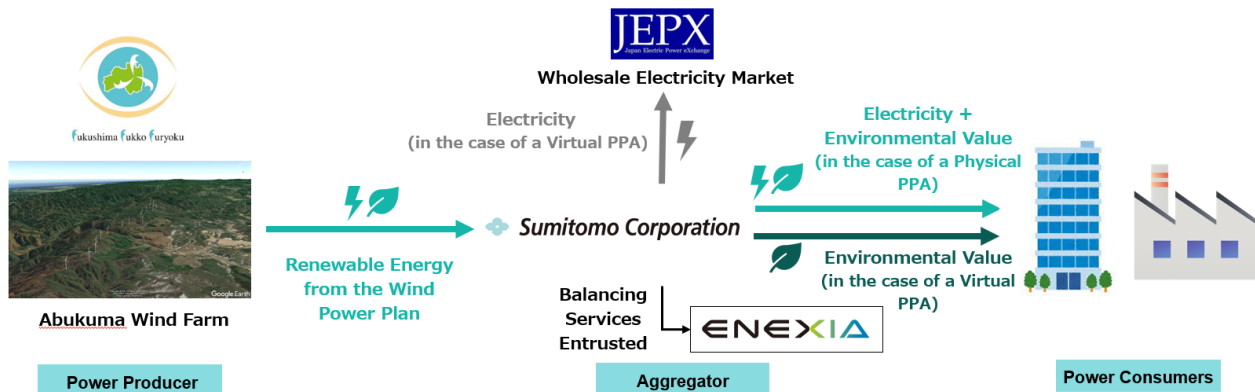 JEPX
Japan Electric Power eXchange
Wholesale Electricity Market
Fukushima Fukko Furyoku
Electricity
(in the case of a Virtual PPA)
Electricity +
Environmental Value
(in the case of a Physical
PPA)
Sumitomo Corporation
Renewable Energy
from the Wind
Power Plan
Environmental Value
(in the case of a Virtual
PPA)
Google Earth
Abukuma Wind Farm
Balancing
Services
Entrusted
ENEXIA
Power Producer
Aggregator
Power Consumers